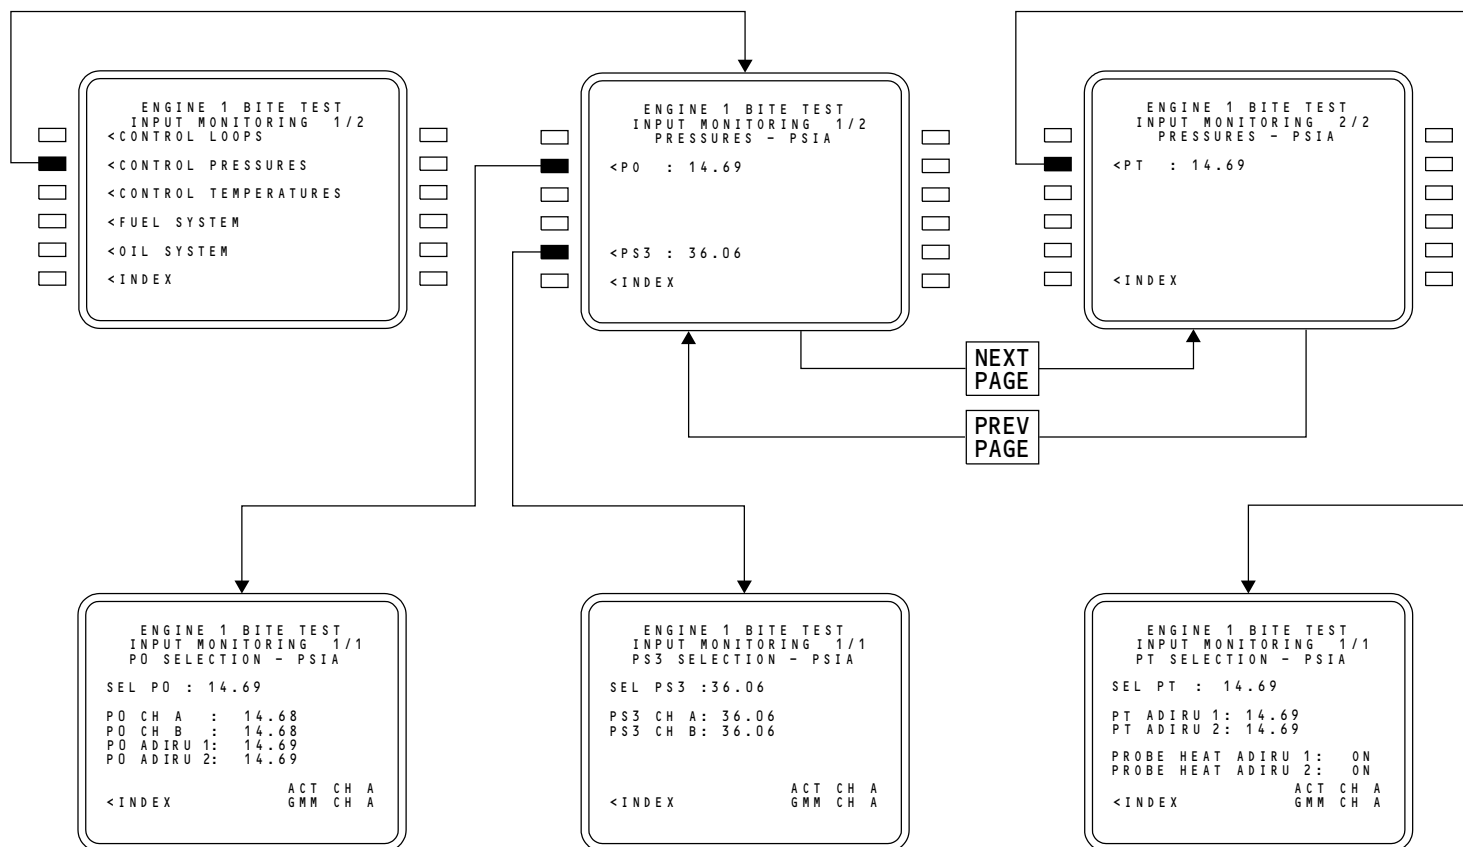 ENGINE 1 BITE TEST
INPUT MONITORING 1/2
<CONTROL LOOPS
<CONTROL PRESSURES
<CONTROL TEMPERATURES
<FUEL SYSTEM
<OIL SYSTEM
<INDEX
ENGINE 1 BITE TEST
INPUT MONITORING 1/2
PRESSURES - PSIA
<P0 : 14.69
<PS3 : 36.06
<INDEX
ENGINE 1 BITE TEST
INPUT MONITORING 2/2
PRESSURES - PSIA
<PT : 14.69
<INDEX
NEXT
PAGE
PREV
PAGE
ENGINE 1 BITE TEST
INPUT MONITORING 1/1
P0 SELECTION - PSIA
SEL P0 : 14.69
P0 CH A : 14.68
P0 CH B : 14.68
P0 ADIRU 1: 14.69
P0 ADIRU 2: 14.69
ACT CH A
<INDEX GMM CH A
ENGINE 1 BITE TEST
INPUT MONITORING 1/1
PS3 SELECTION - PSIA
SEL PS3 :36.06
PS3 CH A: 36.06
PS3 CH B: 36.06
ACT CH A
<INDEX GMM CH A
ENGINE 1 BITE TEST
INPUT MONITORING 1/1
PT SELECTION - PSIA
SEL PT : 14.69
PT ADIRU 1: 14.69
PT ADIRU 2: 14.69
PROBE HEAT ADIRU 1: ON
PROBE HEAT ADIRU 2: ON
ACT CH A
<INDEX GMM CH A